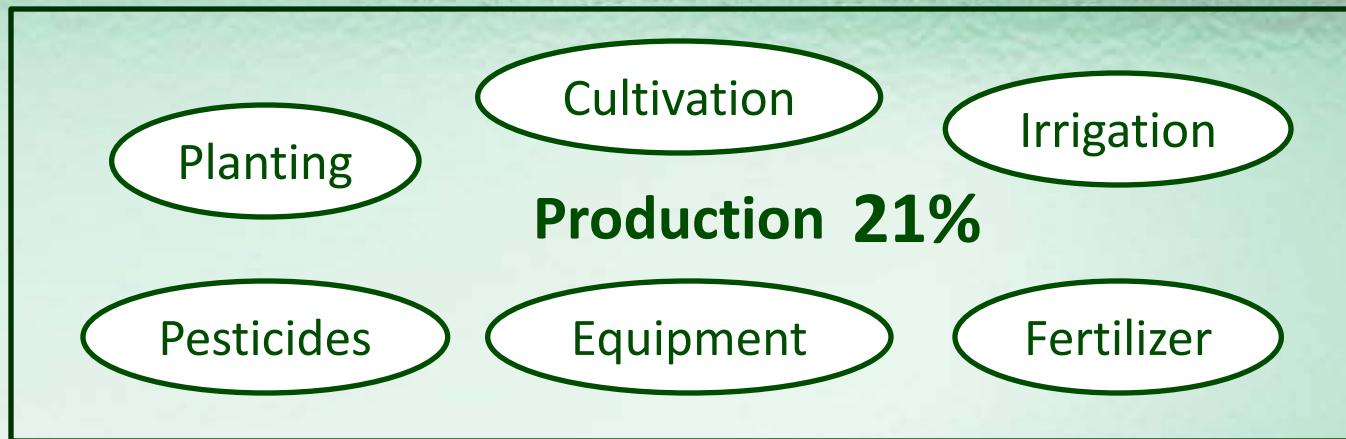 Cultivation
Planting
Irrigation
Production 21%
Pesticides
Equipment
Fertilizer